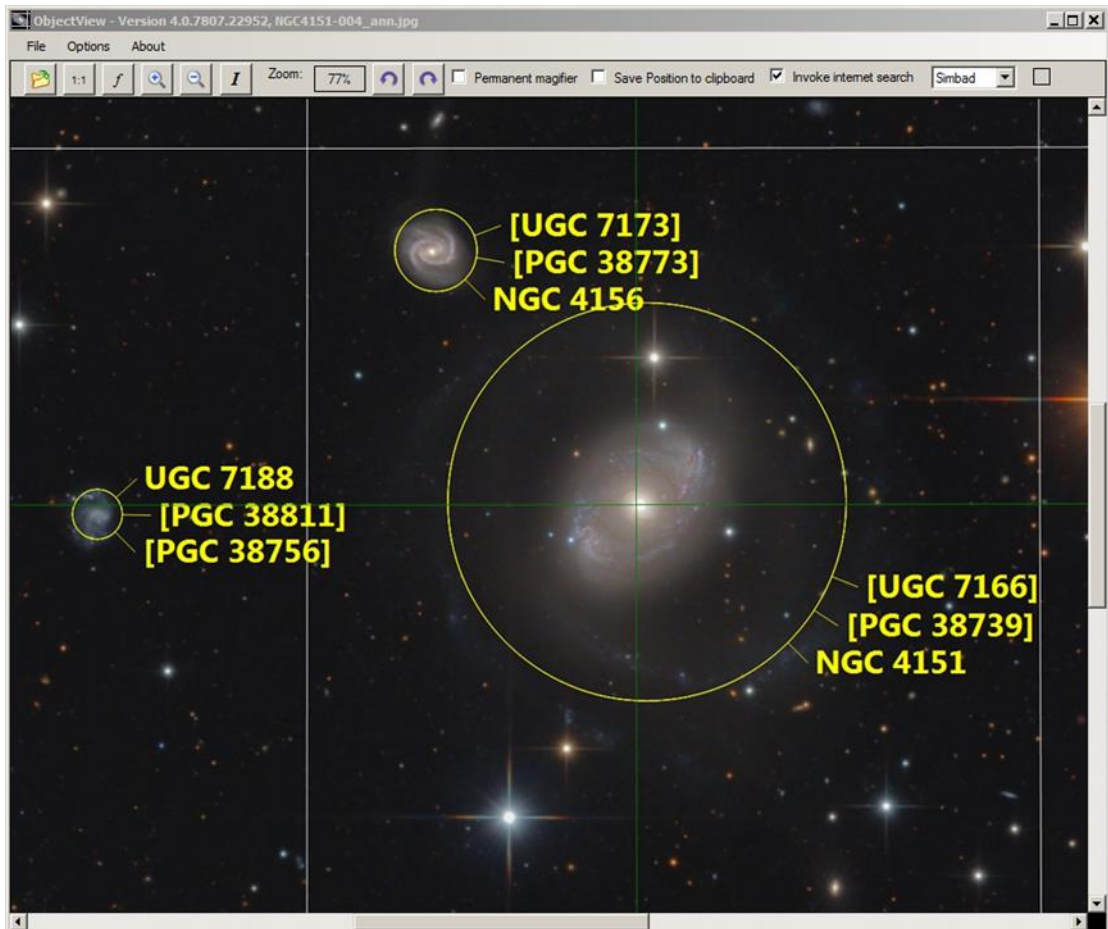 ObjectView - Version 4.0.7807.22952, NGC4151-004_ann.jpg
File Options About
1:1 f I Zoom: 77% Permanent magifier Save Position to clipboard Invoke internet search Simbad
[UGC 7173]
[PGC 38773]
NGC 4156
UGC 7188
[PGC 38811]
[PGC 38756]
[UGC 7166]
[PGC 38739]
NGC 4151